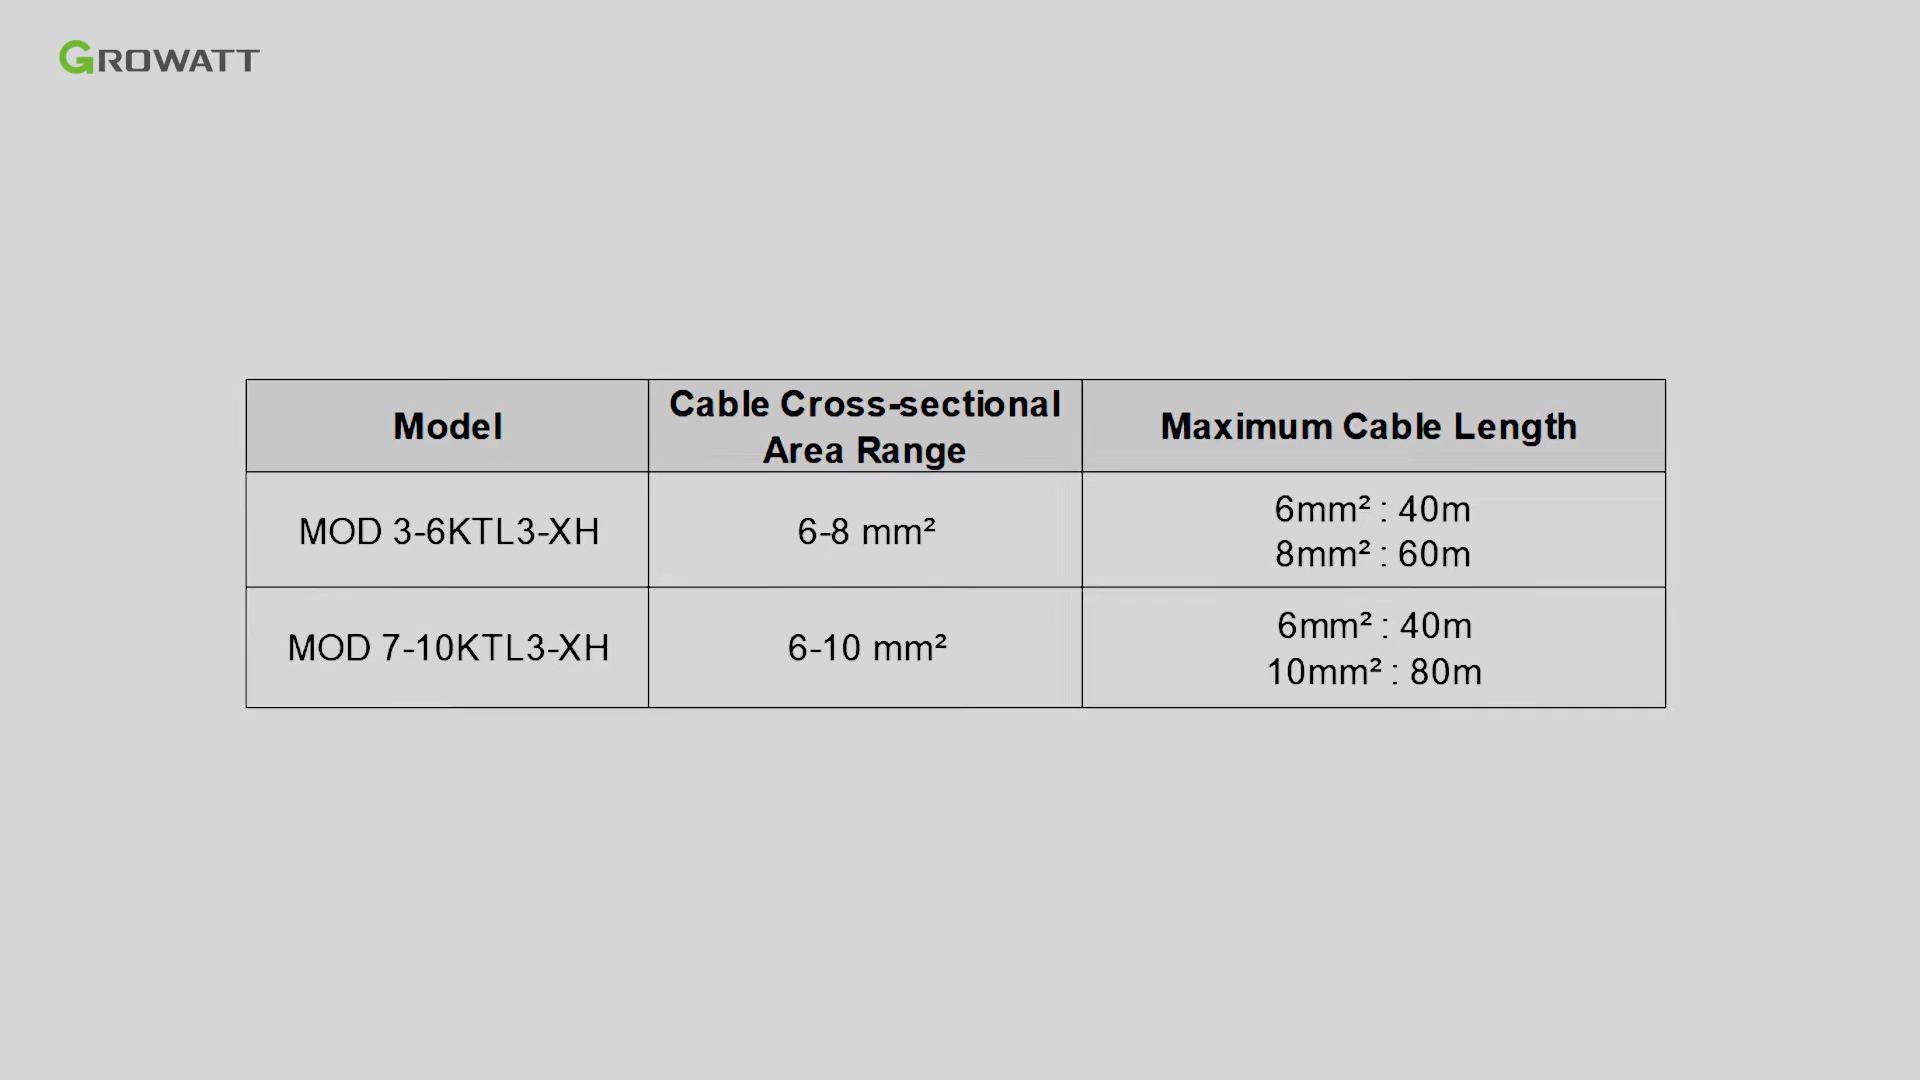 GROWATT
Model
Cable Cross-sectional
Area Range
Maximum Cable Length
MOD 3-6KTL3-XH
6-8 mm²
6mm² : 40m
8mm² : 60m
MOD 7-10KTL3-XH
6-10 mm²
6mm² : 40m
10mm² : 80m